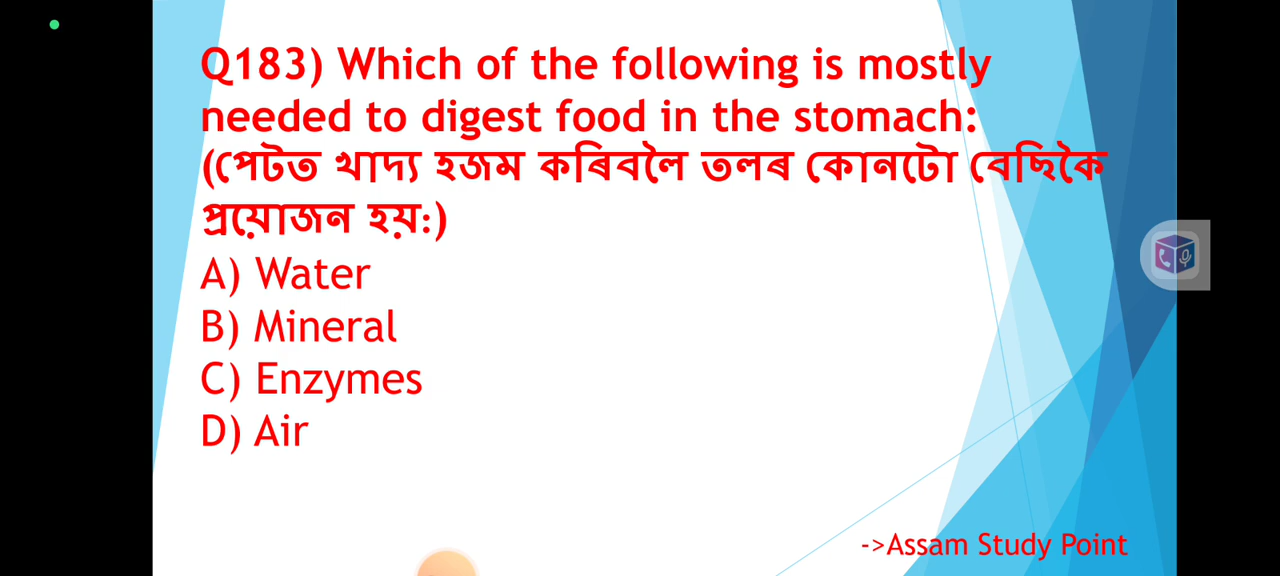 Q183) Which of the following is mostly
needed to digest food in the stomach:
(পেটত খাদ্য হজম কৰিবলৈ তলৰ কোনটো বেছিকৈ
প্ৰয়োজন হয়ঃ)
A) Water
B) Mineral
C) Enzymes
D) Air
->Assam Study Point